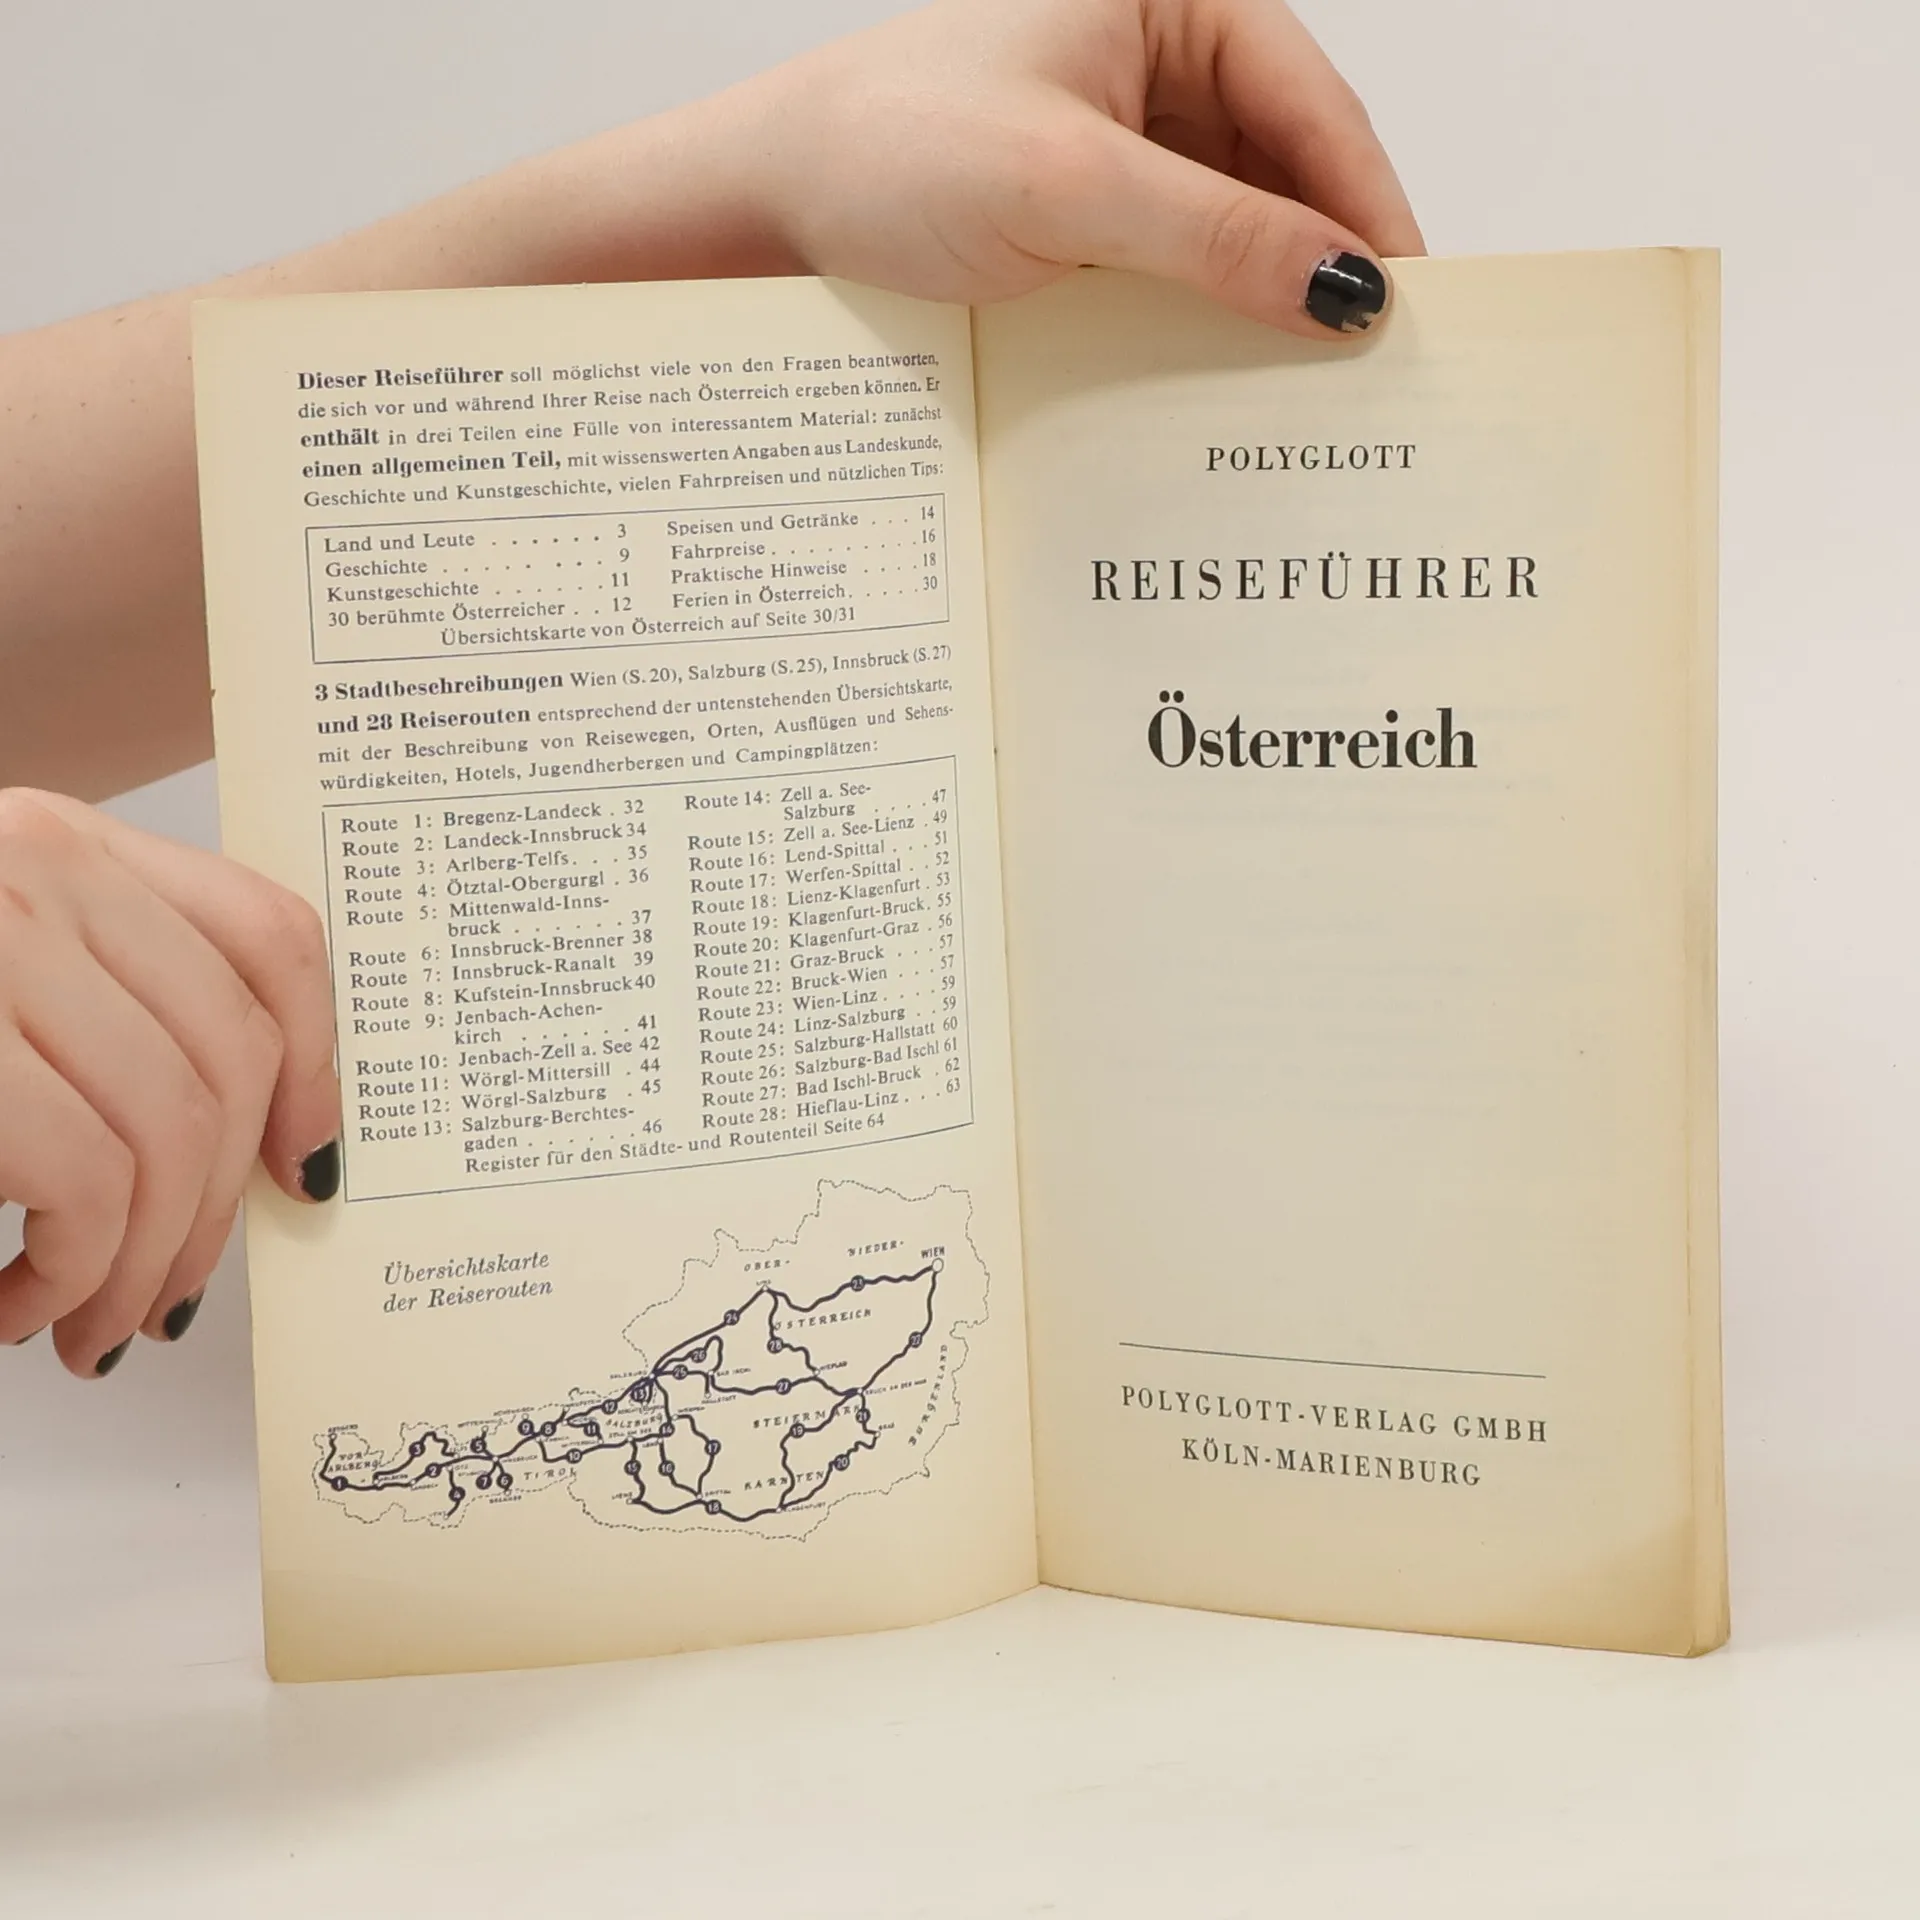 Dieser Reiseführer soll möglichst viele von den Fragen beantworten,
die sich vor und während Ihrer Reise nach Österreich ergeben können. Er
enthält in drei Teilen eine Fülle von interessantem Material: zunächst
einen allgemeinen Teil, mit wissenswerten Angaben aus Landeskunde,
Geschichte und Kunstgeschichte, vielen Fahrpreisen und nützlichen Tips:
Land und Leute . . . . . . 3
Geschichte . . . . . . . . . 9
Kunstgeschichte . . . . . . 11
30 berühmte Österreicher . . 12
Speisen und Getränke . . . 14
Fahrpreise . . . . . . . . . 16
Praktische Hinweise . . . . 18
Ferien in Österreich . . . . . 30
Übersichtskarte von Österreich auf Seite 30/31
3 Stadtbeschreibungen Wien (S. 20), Salzburg (S. 25), Innsbruck (S. 27)
und 28 Reiserouten entsprechend der untenstehenden Übersichtskarte,
mit der Beschreibung von Reisewegen, Orten, Ausflügen und Sehens-
würdigkeiten, Hotels, Jugendherbergen und Campingplätzen:
Route 1: Bregenz-Landeck . 32
Route 2: Landeck-Innsbruck 34
Route 3: Arlberg-Telfs . . . 35
Route 4: Ötztal-Obergurgl . 36
Route 5: Mittenwald-Inns-
bruck . . . . . . 37
Route 6: Innsbruck-Brenner 38
Route 7: Innsbruck-Ranalt 39
Route 8: Kufstein-Innsbruck 40
Route 9: Jenbach-Achen-
kirch . . . . . 41
Route 10: Jenbach-Zell a. See 42
Route 11: Wörgl-Mittersill . 44
Route 12: Wörgl-Salzburg . 45
Route 13: Salzburg-Berchtes-
gaden . . . . . . 46
Route 14: Zell a. See-
Salzburg . . . . 47
Route 15: Zell a. See-Lienz . 49
Route 16: Lend-Spittal . . . 51
Route 17: Werfen-Spittal . . 52
Route 18: Lienz-Klagenfurt . 53
Route 19: Klagenfurt-Bruck . 55
Route 20: Klagenfurt-Graz . 56
Route 21: Graz-Bruck . . . 57
Route 22: Bruck-Wien . . . 57
Route 23: Wien-Linz . . . . 59
Route 24: Linz-Salzburg . . 59
Route 25: Salzburg-Hallstatt 60
Route 26: Salzburg-Bad Ischl 61
Route 27: Bad Ischl-Bruck . 62
Route 28: Hieflau-Linz . . . 63
Register für den Städte- und Routenteil Seite 64
Übersichtskarte
der Reiserouten
OBER-
NIEDER-
WIEN
ÖSTERREICH
BURGENLAND
STEIERMARK
SALZBURG
VOR-
ARLBERG
TIROL
KÄRNTEN
POLYGLOTT
REISEFÜHRER
Österreich
POLYGLOTT-VERLAG GMBH
KÖLN-MARIENBURG